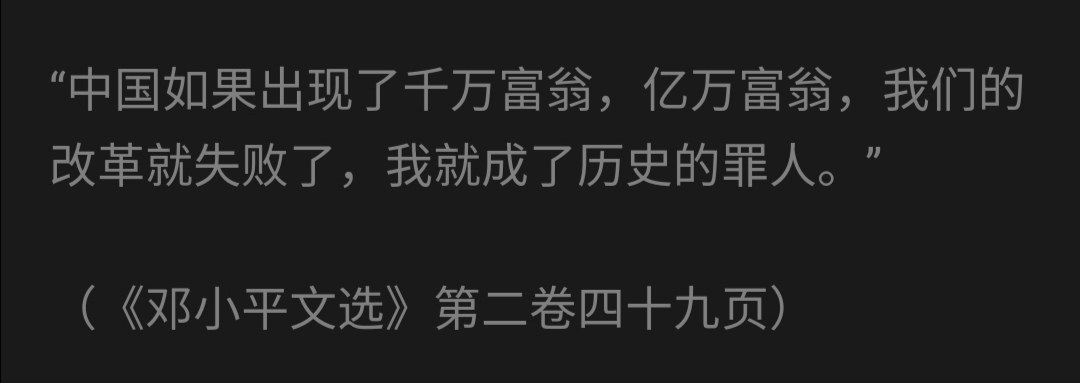 “中国如果出现了千万富翁，亿万富翁，我们的
改革就失败了，我就成了历史的罪人。”
（《邓小平文选》第二卷四十九页）